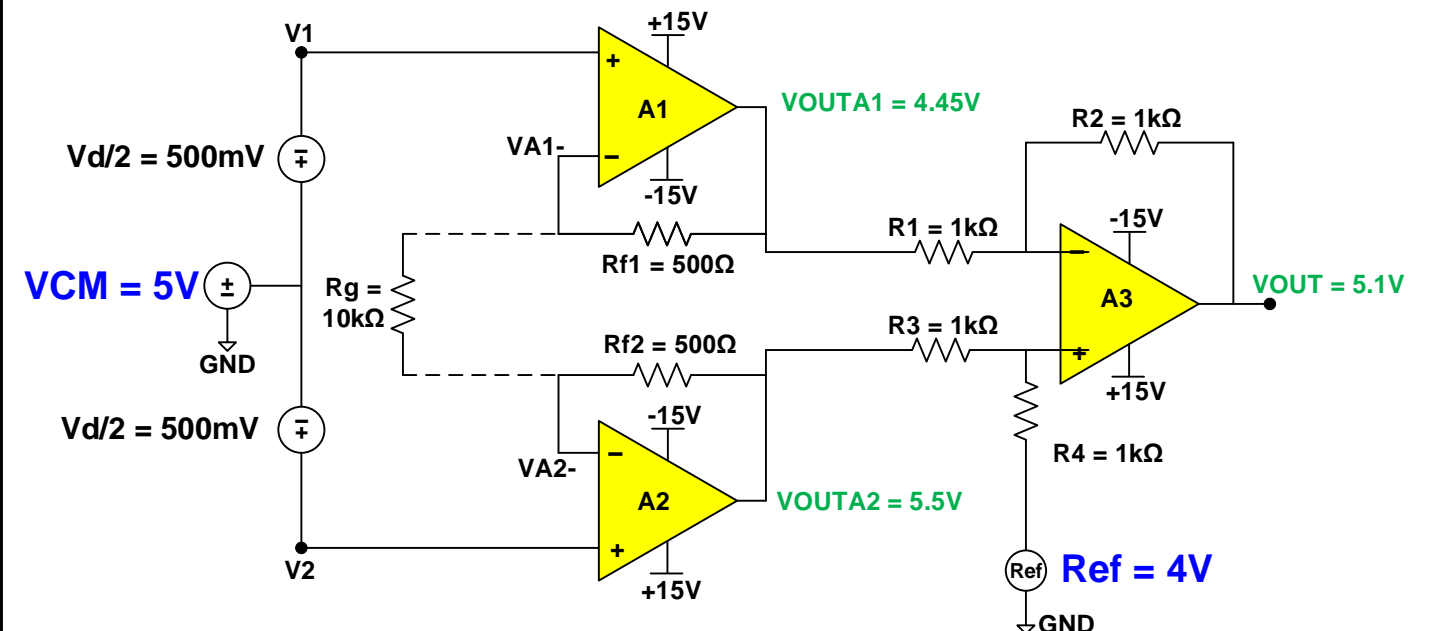 V1
+15V
+
A1
VOUTA1 = 4.45V
Vd/2 = 500mV
VA1-
−
-15V
R2 = 1kΩ
Rf1 = 500Ω
R1 = 1kΩ
-15V
VCM = 5V
Rg =
10kΩ
GND
−
A3
+
VOUT = 5.1V
R3 = 1kΩ
+15V
Rf2 = 500Ω
Vd/2 = 500mV
-15V
VA2-
−
A2
+
VOUTA2 = 5.5V
R4 = 1kΩ
V2
+15V
Ref
Ref = 4V
GND